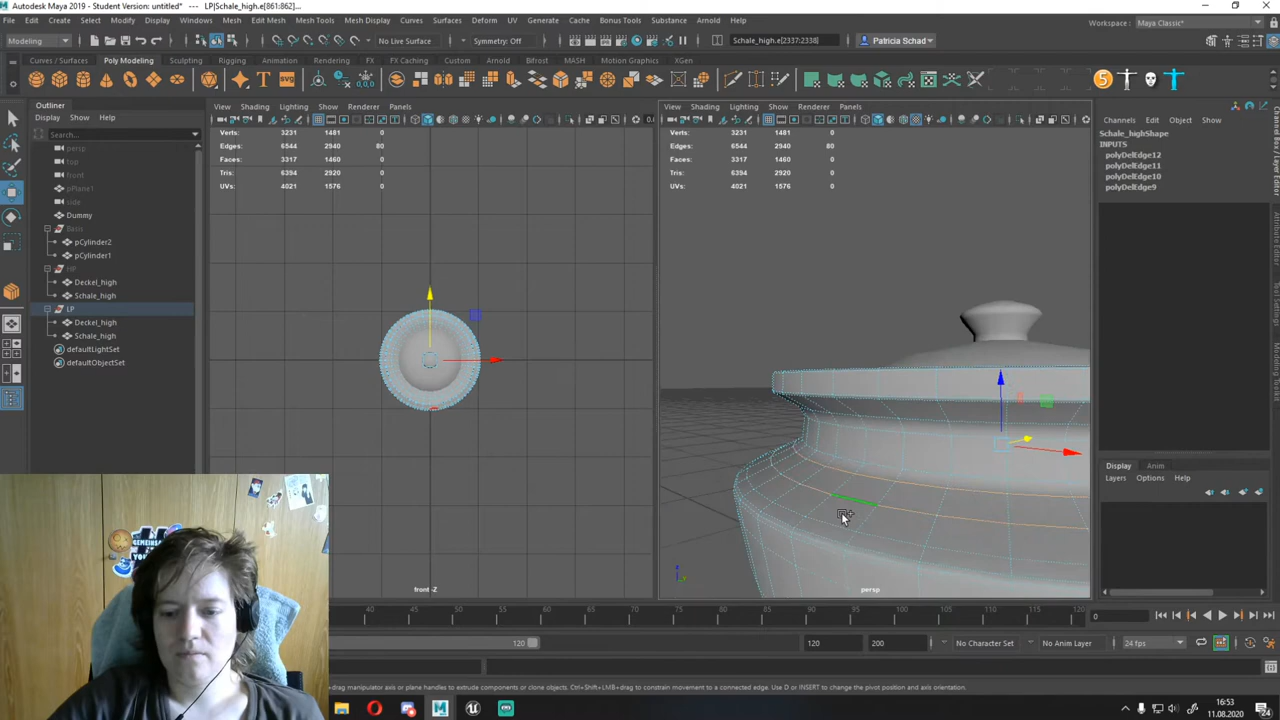 Autodesk Maya 2019 - Student Version: untitled* --- LP|Schale_high.e[861:862]...
File Edit Create Select Modify Display Windows Mesh Edit Mesh Mesh Tools Mesh Display Curves Surfaces Deform UV Generate Cache Bonus Tools Substance Arnold Help
Workspace : Maya Classic*
Modeling No Live Surface Symmetry: Off Schale_high.e[2337:2338] Patricia Schad
Curves / Surfaces Poly Modeling Sculpting Rigging Animation Rendering FX FX Caching Custom Arnold Bifrost MASH Motion Graphics XGen
SVG
Outliner
Display Show Help
Search...
persp
top
front
pPlane1
side
Dummy
Basis
pCylinder2
pCylinder1
HP
Deckel_high
Schale_high
LP
Deckel_high
Schale_high
defaultLightSet
defaultObjectSet
View Shading Lighting Show Renderer Panels
Verts: 3231 1481 0
Edges: 6544 2940 80
Faces: 3317 1460 0
Tris: 6394 2920 0
UVs: 4021 1576 0
front -Z
View Shading Lighting Show Renderer Panels
Verts: 3231 1481 0
Edges: 6544 2940 80
Faces: 3317 1460 0
Tris: 6394 2920 0
UVs: 4021 1576 0
persp
Channels Edit Object Show
Schale_highShape
INPUTS
polyDelEdge12
polyDelEdge11
polyDelEdge10
polyDelEdge9
Display Anim
Layers Options Help
40 45 50 55 60 65 70 75 80 85 90 95 100 105 110 115 120
0
120 120 200 No Character Set No Anim Layer 24 fps
drag manipulator axis or plane handles to extrude components or clone objects. Ctrl+Shift+LMB+drag to constrain movement to a connected edge. Use D or INSERT to change the pivot position and axis orientation.
16:53
11.08.2020
24